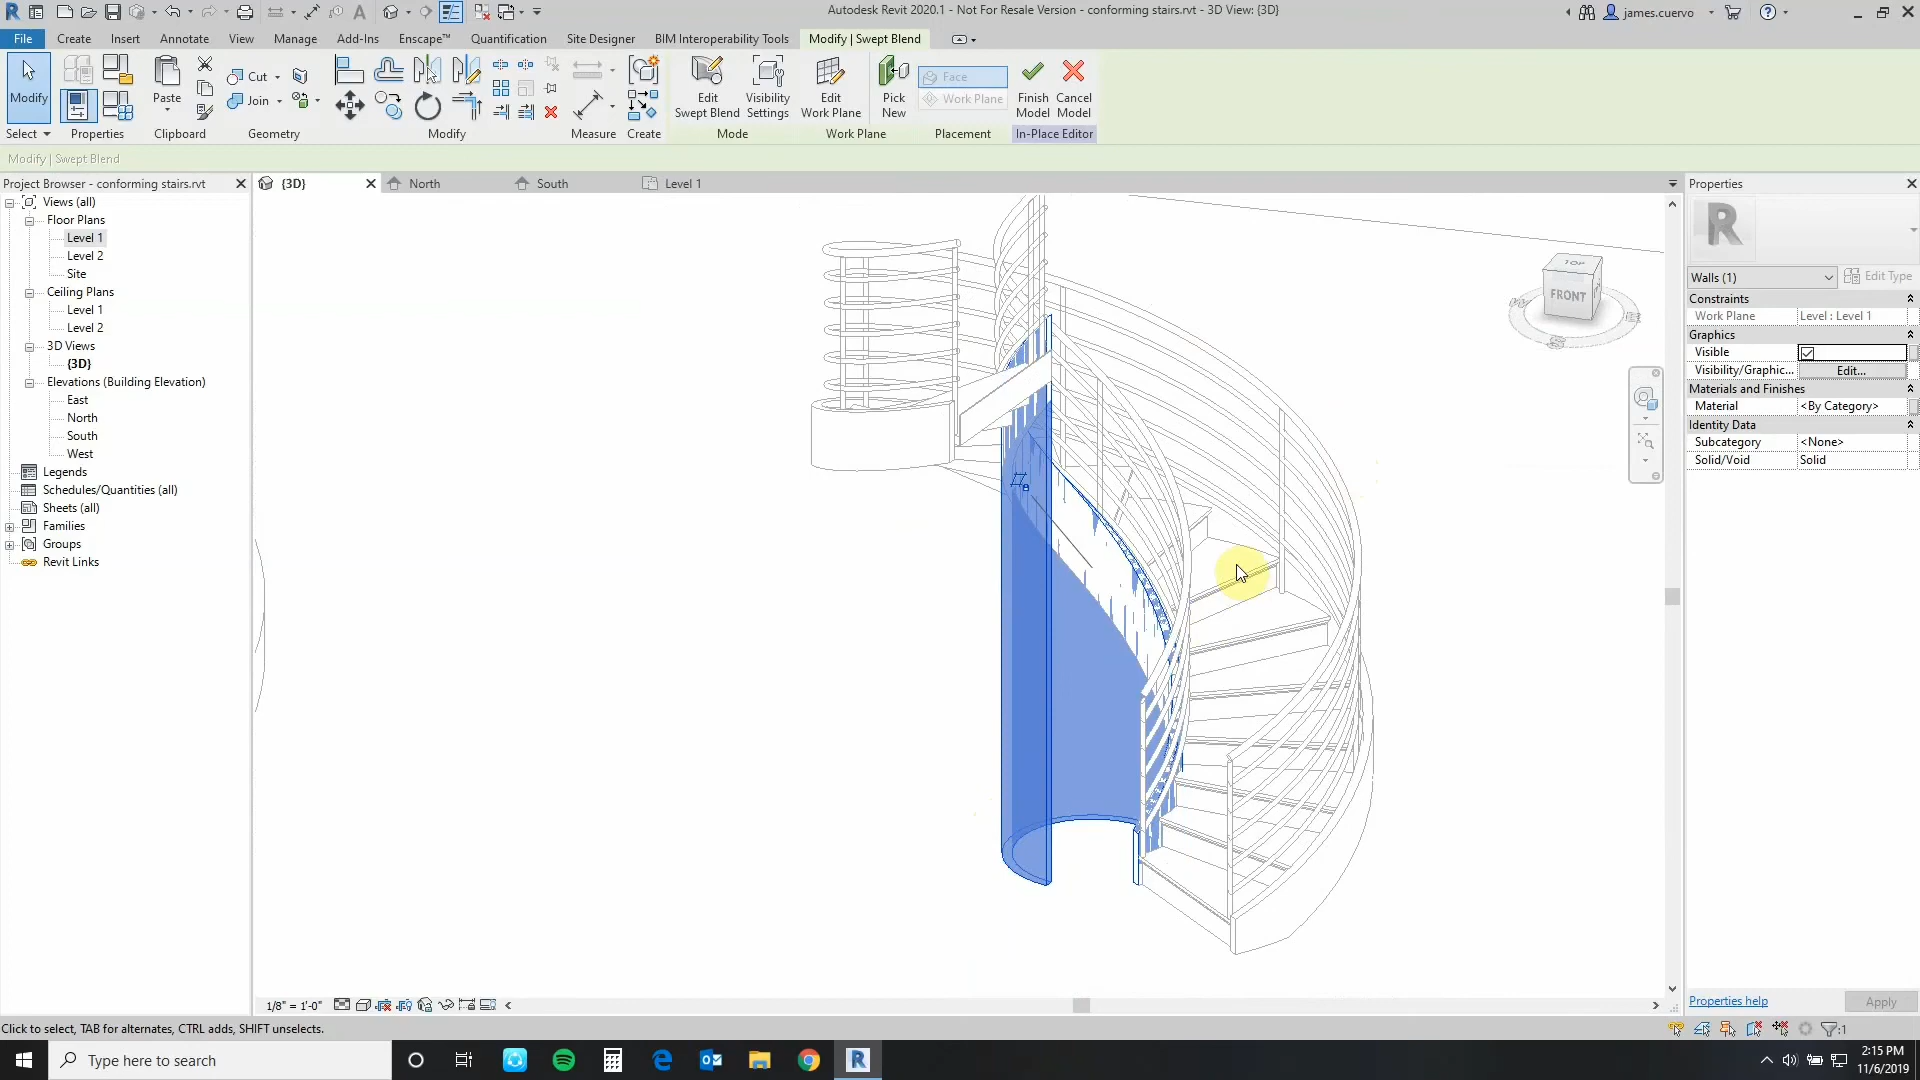 Autodesk Revit 2020.1 - Not For Resale Version - conforming stairs.rvt - 3D View: {3D}
james.cuervo
File Create Insert Annotate View Manage Add-Ins Enscape™ Quantification Site Designer BIM Interoperability Tools Modify | Swept Blend
Modify
Paste
Cut
Join
Edit Swept Blend
Visibility Settings
Edit Work Plane
Pick New
Face
Work Plane
Finish Model
Cancel Model
Select Properties Clipboard Geometry Modify Measure Create Mode Work Plane Placement In-Place Editor
Modify | Swept Blend
Project Browser - conforming stairs.rvt
{3D} North South Level 1
Views (all)
Floor Plans
Level 1
Level 2
Site
Ceiling Plans
Level 1
Level 2
3D Views
{3D}
Elevations (Building Elevation)
East
North
South
West
Legends
Schedules/Quantities (all)
Sheets (all)
Families
Groups
Revit Links
TOP
FRONT
Properties
Walls (1) Edit Type
Constraints
Work Plane Level : Level 1
Graphics
Visible
Visibility/Graphic... Edit...
Materials and Finishes
Material <By Category>
Identity Data
Subcategory <None>
Solid/Void Solid
Properties help Apply
1/8" = 1'-0"
Click to select, TAB for alternates, CTRL adds, SHIFT unselects.
:1
Type here to search
2:15 PM
11/6/2019